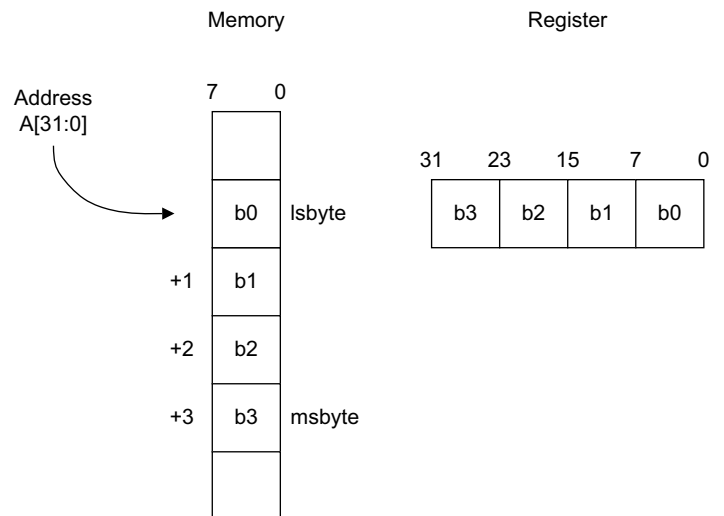 Memory
Register
7 0
Address
A[31:0]
31 23 15 7 0
b0 lsbyte
b3 b2 b1 b0
+1 b1
+2 b2
+3 b3 msbyte